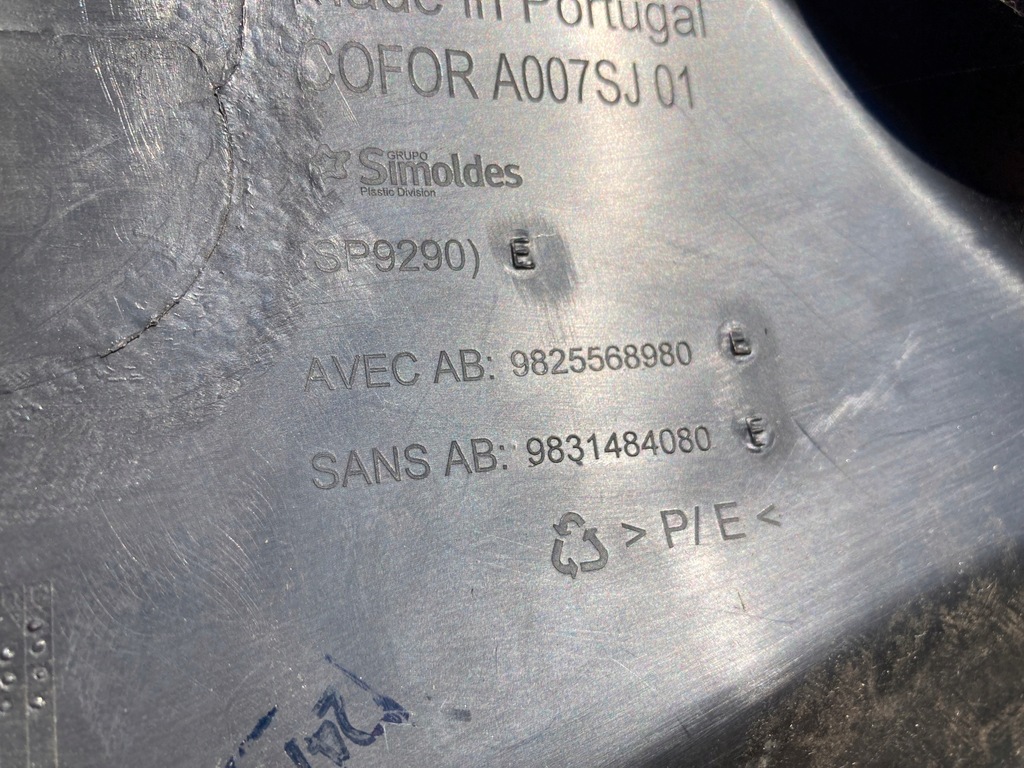 Made in Portugal
COFOR A007SJ 01
GRUPO
Simoldes
Plastic Division
(SP9290) E
AVEC AB: 9825568980 E
SANS AB: 9831484080 E
> P/E <